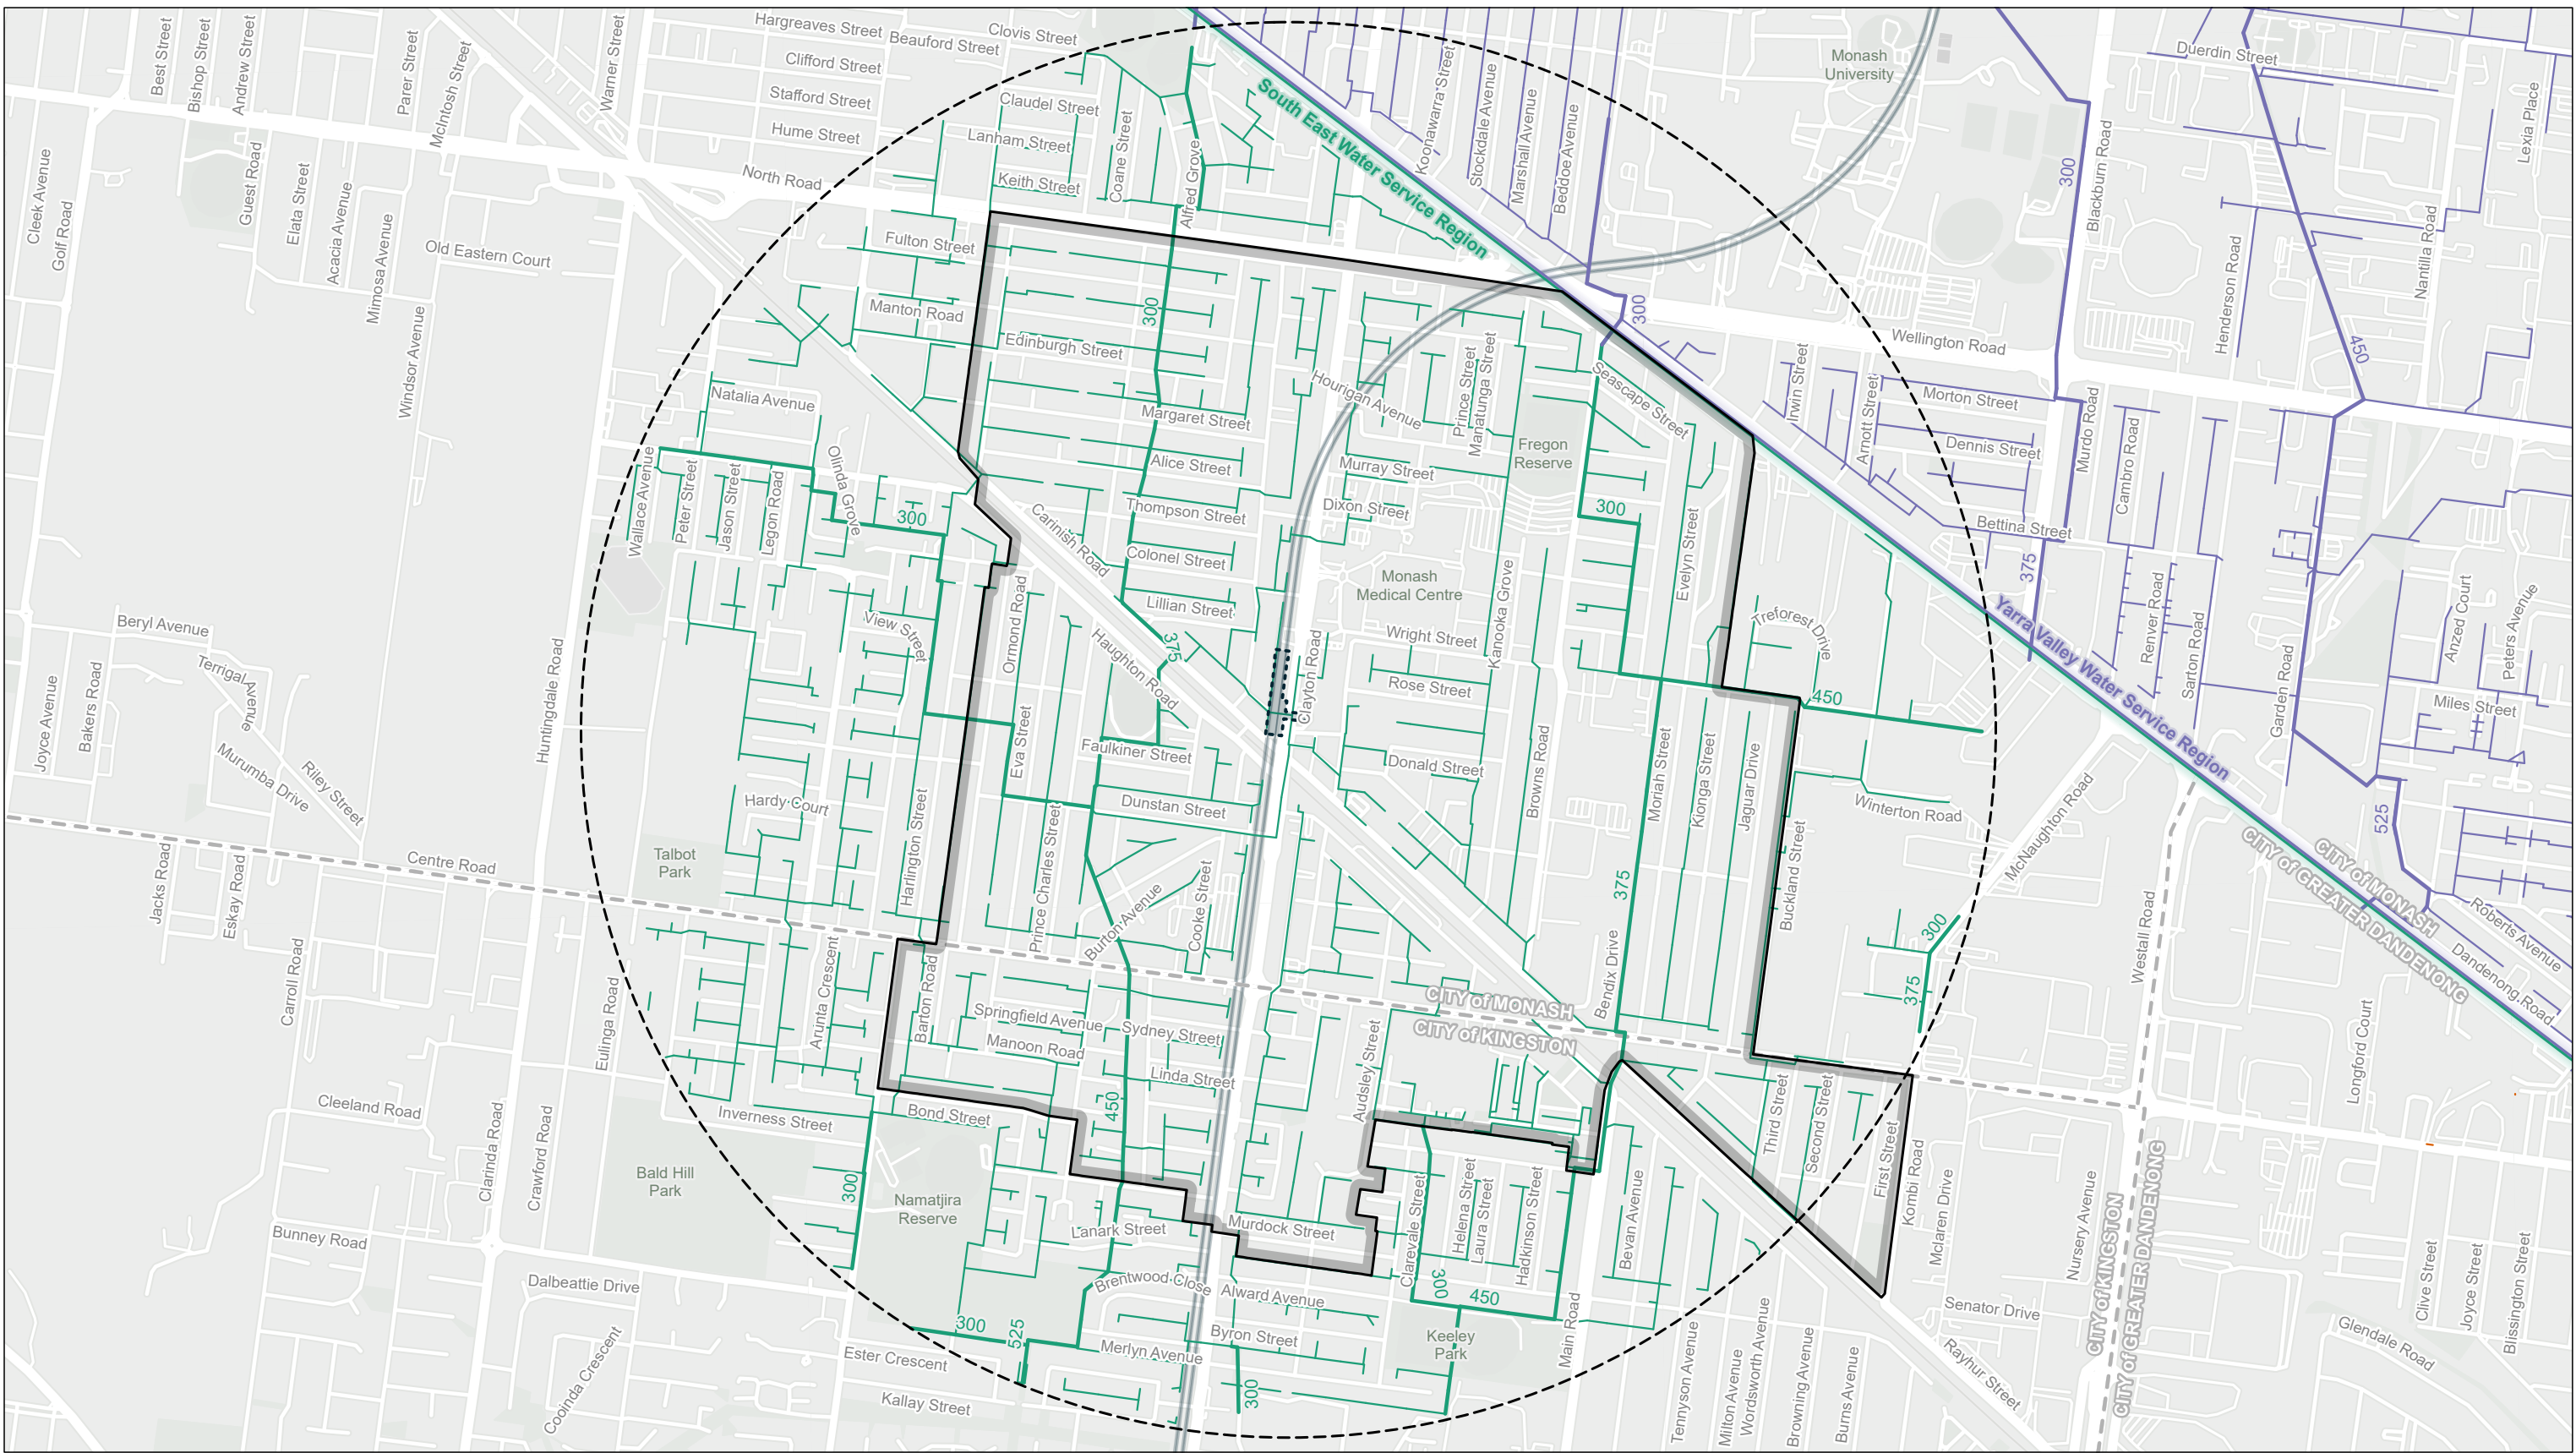 Hargreaves Street
Beauford Street
Clovis Street
Clifford Street
Stafford Street
Hume Street
Claudel Street
Lanham Street
Keith Street
Coane Street
Alfred Grove
Best Street
Bishop Street
Andrew Street
Parer Street
McIntosh Street
Warner Street
Cleek Avenue
Golf Road
Guest Road
Elata Street
Acacia Avenue
Mimosa Avenue
Old Eastern Court
Windsor Avenue
North Road
Fulton Street
Manton Road
South East Water Service Region
Koonawarra Street
Stockdale Avenue
Marshall Avenue
Beddoe Avenue
Monash
University
Duerdin Street
Lexia Place
Blackburn Road
300
Henderson Road
Nantilla Road
450
Wellington Road
300
300
Edinburgh Street
Margaret Street
Alice Street
Thompson Street
Colonel Street
Lillian Street
Hourigan Avenue
Prince Street
Manatunga Street
Murray Street
Dixon Street
Fregon
Reserve
Seascape Street
300
Evelyn Street
Irwin Street
Arnott Street
Morton Street
Dennis Street
Murdo Road
Cambro Road
Bettina Street
375
Renver Road
Sarton Road
Garden Road
Anzed Court
Peters Avenue
Miles Street
Yarra Valley Water Service Region
Natalia Avenue
Wallace Avenue
Peter Street
Jason Street
Legon Road
Olinda Grove
300
View Street
Ormond Road
Carinish Road
Haughton Road
375
Monash
Medical Centre
Wright Street
Kanooka Grove
Clayton Road
Rose Street
Donald Street
Browns Road
Treforest Drive
450
Moriah Street
Kionga Street
Jaguar Drive
Winterton Road
McNaughton Road
Buckland Street
375
Beryl Avenue
Terrigal Avenue
Bakers Road
Joyce Avenue
Murumba Drive
Riley Street
Huntingdale Road
Hardy Court
Harlington Street
Eva Street
Faulkiner Street
Dunstan Street
Prince Charles Street
Burton Avenue
Cooke Street
Talbot
Park
Centre Road
Jacks Road
Eskay Road
Carroll Road
Eulinga Road
Arunta Crescent
Barton Road
Springfield Avenue
Sydney Street
Manoon Road
Linda Street
450
CITY of MONASH
CITY of KINGSTON
Bendix Drive
Audsley Street
300
375
Westall Road
525
CITY of MONASH
CITY of GREATER DANDENONG
Roberts Avenue
Dandenong Road
Longford Court
Cleeland Road
Inverness Street
Bond Street
Clarinda Road
Crawford Road
Bald Hill
Park
300
Namatjira
Reserve
Lanark Street
Murdock Street
Clarevale Street
Helena Street
Laura Street
Hadkinson Street
Bevan Avenue
Third Street
Second Street
First Street
Kombi Road
Mclaren Drive
Nursery Avenue
CITY of KINGSTON
CITY of GREATER DANDENONG
Bunney Road
Dalbeattie Drive
Brentwood Close
Alward Avenue
300
450
300
525
Merlyn Avenue
Byron Street
300
Keeley
Park
Main Road
Senator Drive
Rayhur Street
Tennyson Avenue
Milton Avenue
Wordsworth Avenue
Browning Avenue
Burns Avenue
Cooinda Crescent
Ester Crescent
Kallay Street
Glendale Road
Clive Street
Joyce Street
Blissington Street